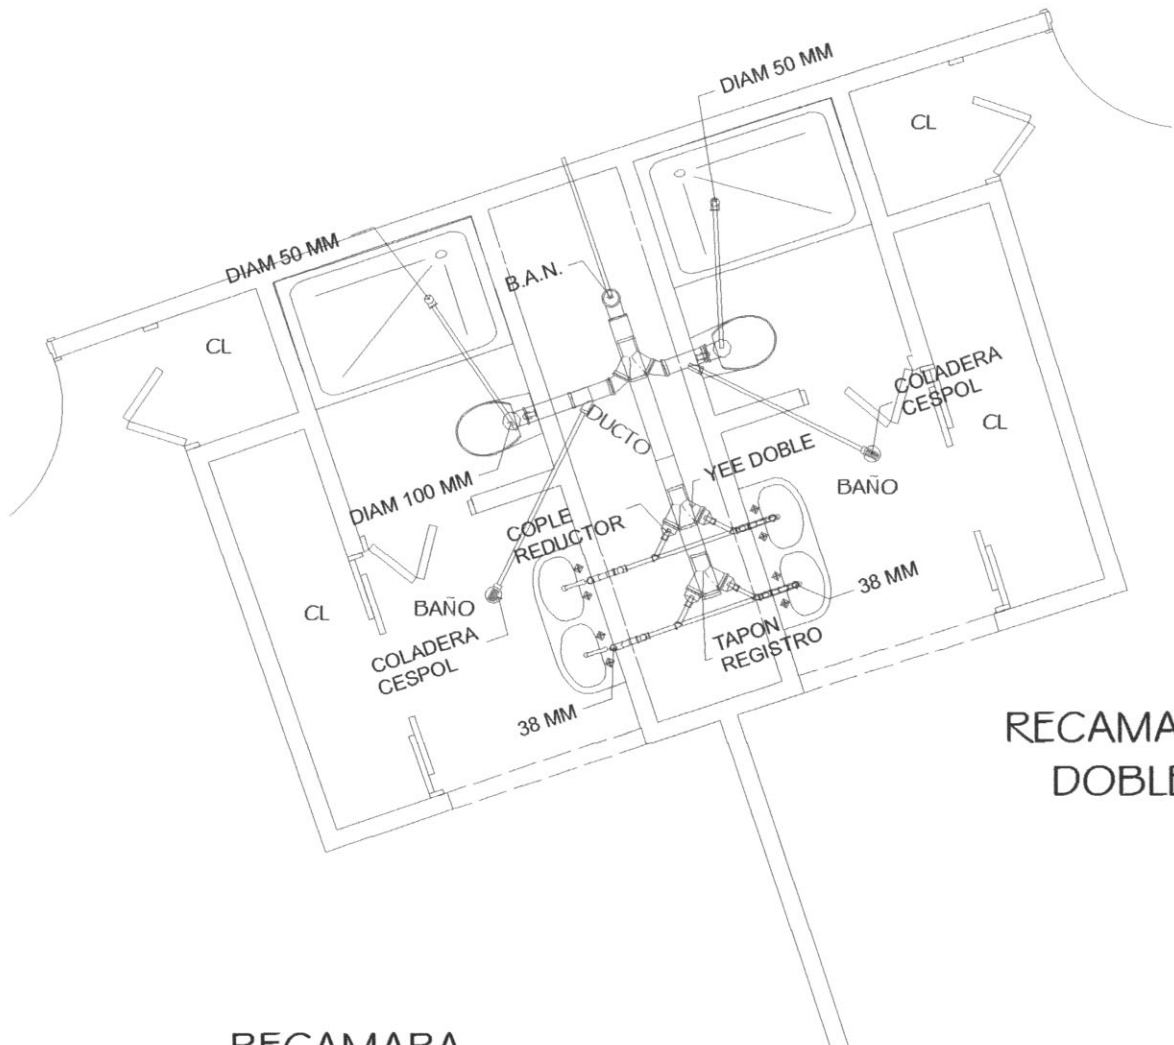 DIAM 50 MM
CL
DIAM 50 MM
B.A.N.
CL
COLADERA
CESPOL
DUCTO
CL
YEE DOBLE
DIAM 100 MM
BAÑO
COPLE
REDUCTOR
38 MM
CL
BAÑO
COLADERA
CESPOL
TAPON
REGISTRO
38 MM
RECAMA
DOBLE
RECAMARA